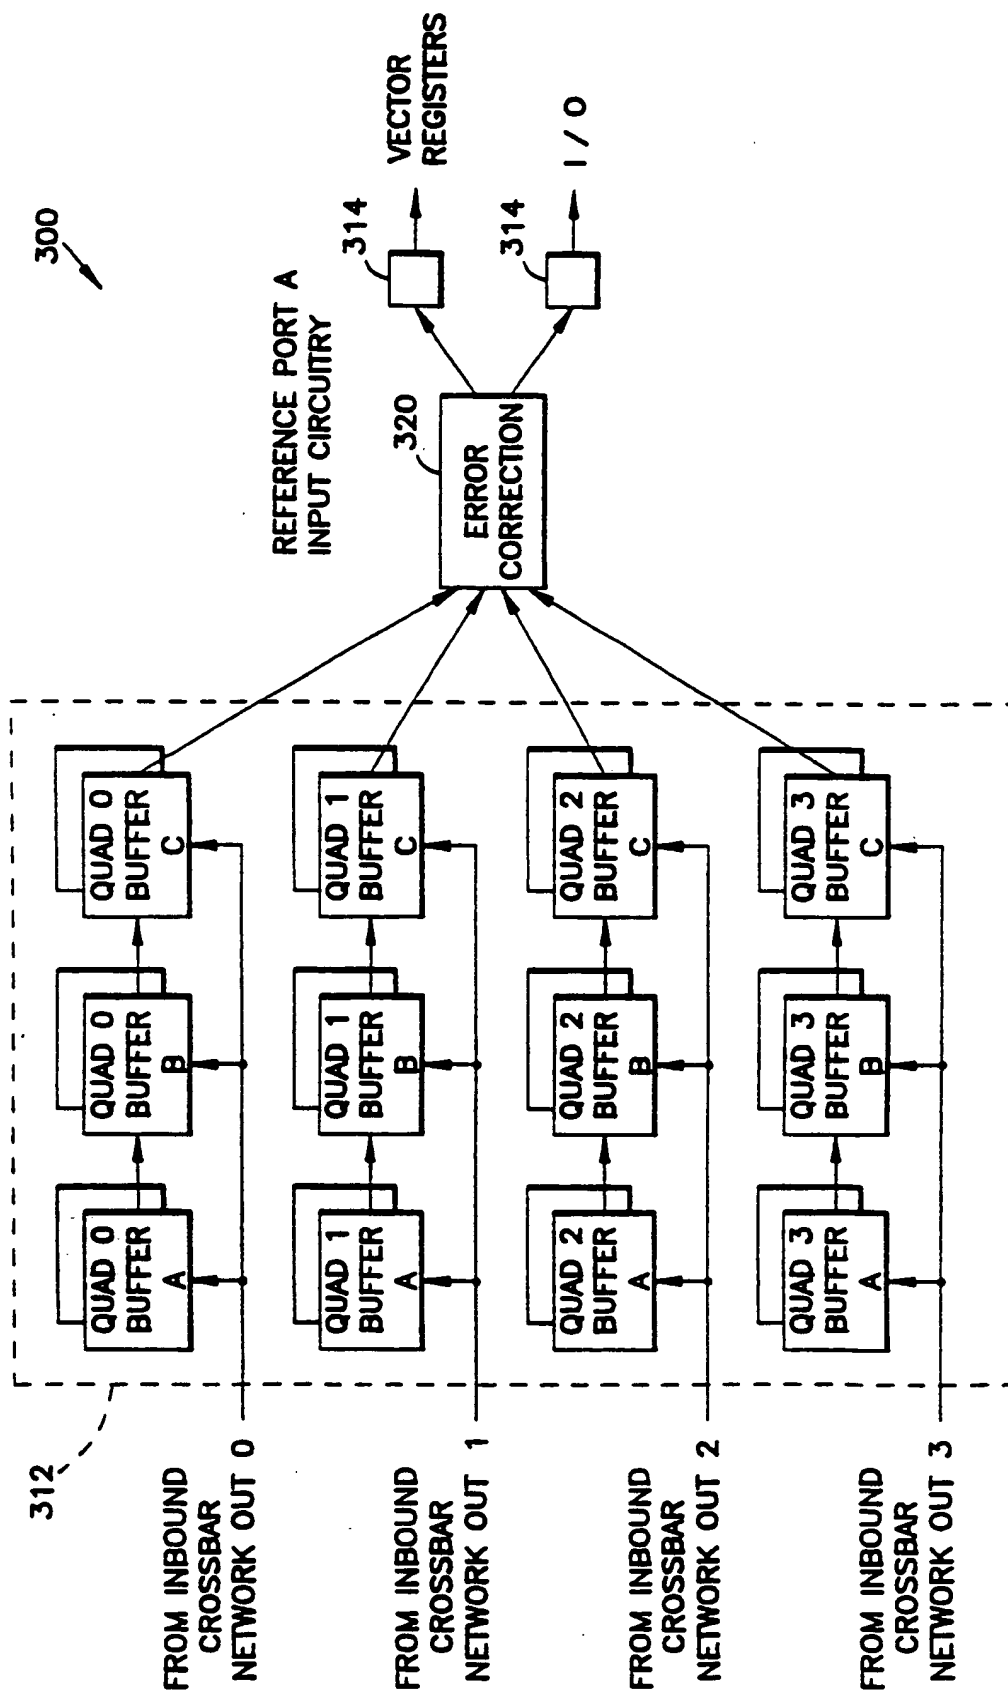 300
REFERENCE PORT A
INPUT CIRCUITRY
312
FROM INBOUND
CROSSBAR
NETWORK OUT 0
QUAD 0
BUFFER
A
QUAD 0
BUFFER
B
QUAD 0
BUFFER
C
FROM INBOUND
CROSSBAR
NETWORK OUT 1
QUAD 1
BUFFER
A
QUAD 1
BUFFER
B
QUAD 1
BUFFER
C
FROM INBOUND
CROSSBAR
NETWORK OUT 2
QUAD 2
BUFFER
A
QUAD 2
BUFFER
B
QUAD 2
BUFFER
C
FROM INBOUND
CROSSBAR
NETWORK OUT 3
QUAD 3
BUFFER
A
QUAD 3
BUFFER
B
QUAD 3
BUFFER
C
320
ERROR
CORRECTION
314
VECTOR
REGISTERS
314
I / O